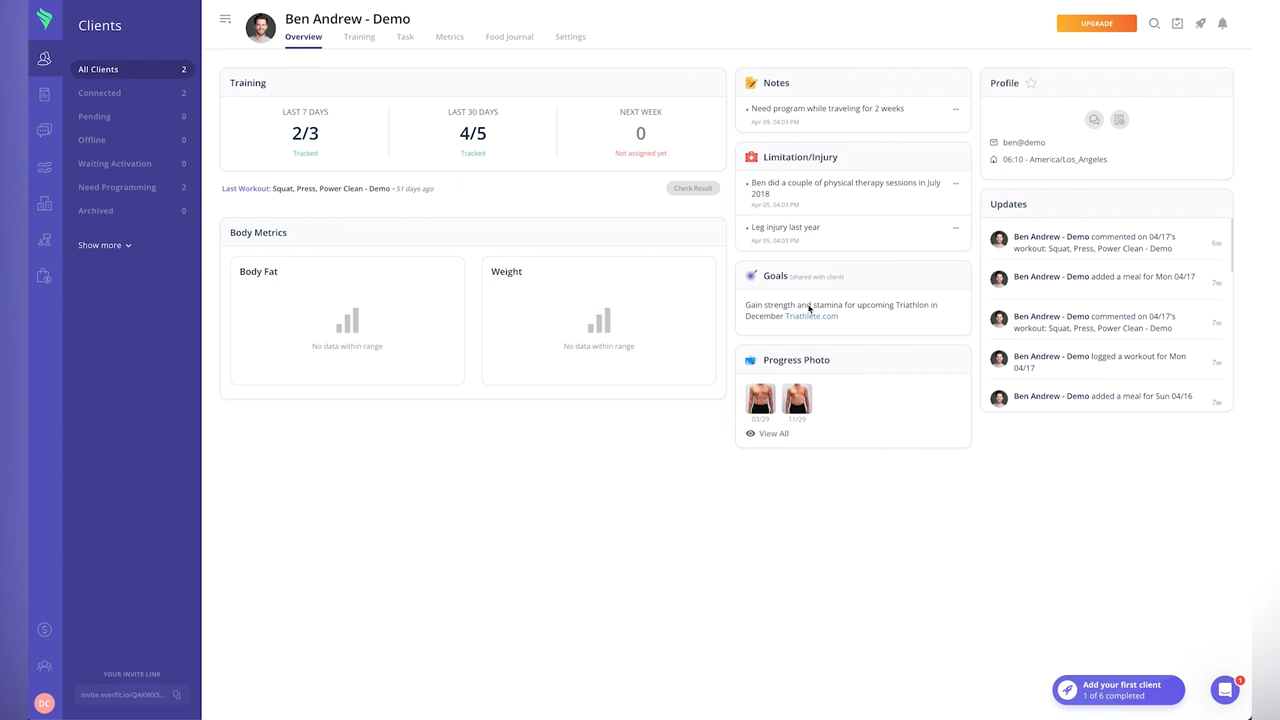 Clients
All Clients 2
Connected 2
Pending 0
Offline 0
Waiting Activation 0
Need Programming 2
Archived 0
Show more
YOUR INVITE LINK
invite.everfit.io/QAKWXS...
DC
Ben Andrew - Demo
Overview Training Task Metrics Food Journal Settings
UPGRADE
Training
LAST 7 DAYS
2/3
Tracked
LAST 30 DAYS
4/5
Tracked
NEXT WEEK
0
Not assigned yet
Last Workout: Squat, Press, Power Clean - Demo • 51 days ago
Check Result
Body Metrics
Body Fat
No data within range
Weight
No data within range
Notes
• Need program while traveling for 2 weeks
Apr 09, 04:03 PM
Limitation/Injury
• Ben did a couple of physical therapy sessions in July
2018
Apr 05, 04:03 PM
• Leg injury last year
Apr 05, 04:03 PM
Goals (shared with client)
Gain strength and stamina for upcoming Triathlon in
December Triathlete.com
Progress Photo
03/29 11/29
View All
Profile
ben@demo
06:10 - America/Los_Angeles
Updates
Ben Andrew - Demo commented on 04/17's 6w
workout: Squat, Press, Power Clean - Demo
Ben Andrew - Demo added a meal for Mon 04/17 7w
Ben Andrew - Demo commented on 04/17's 7w
workout: Squat, Press, Power Clean - Demo
Ben Andrew - Demo logged a workout for Mon 7w
04/17
Ben Andrew - Demo added a meal for Sun 04/16 7w
Add your first client
1 of 6 completed
1